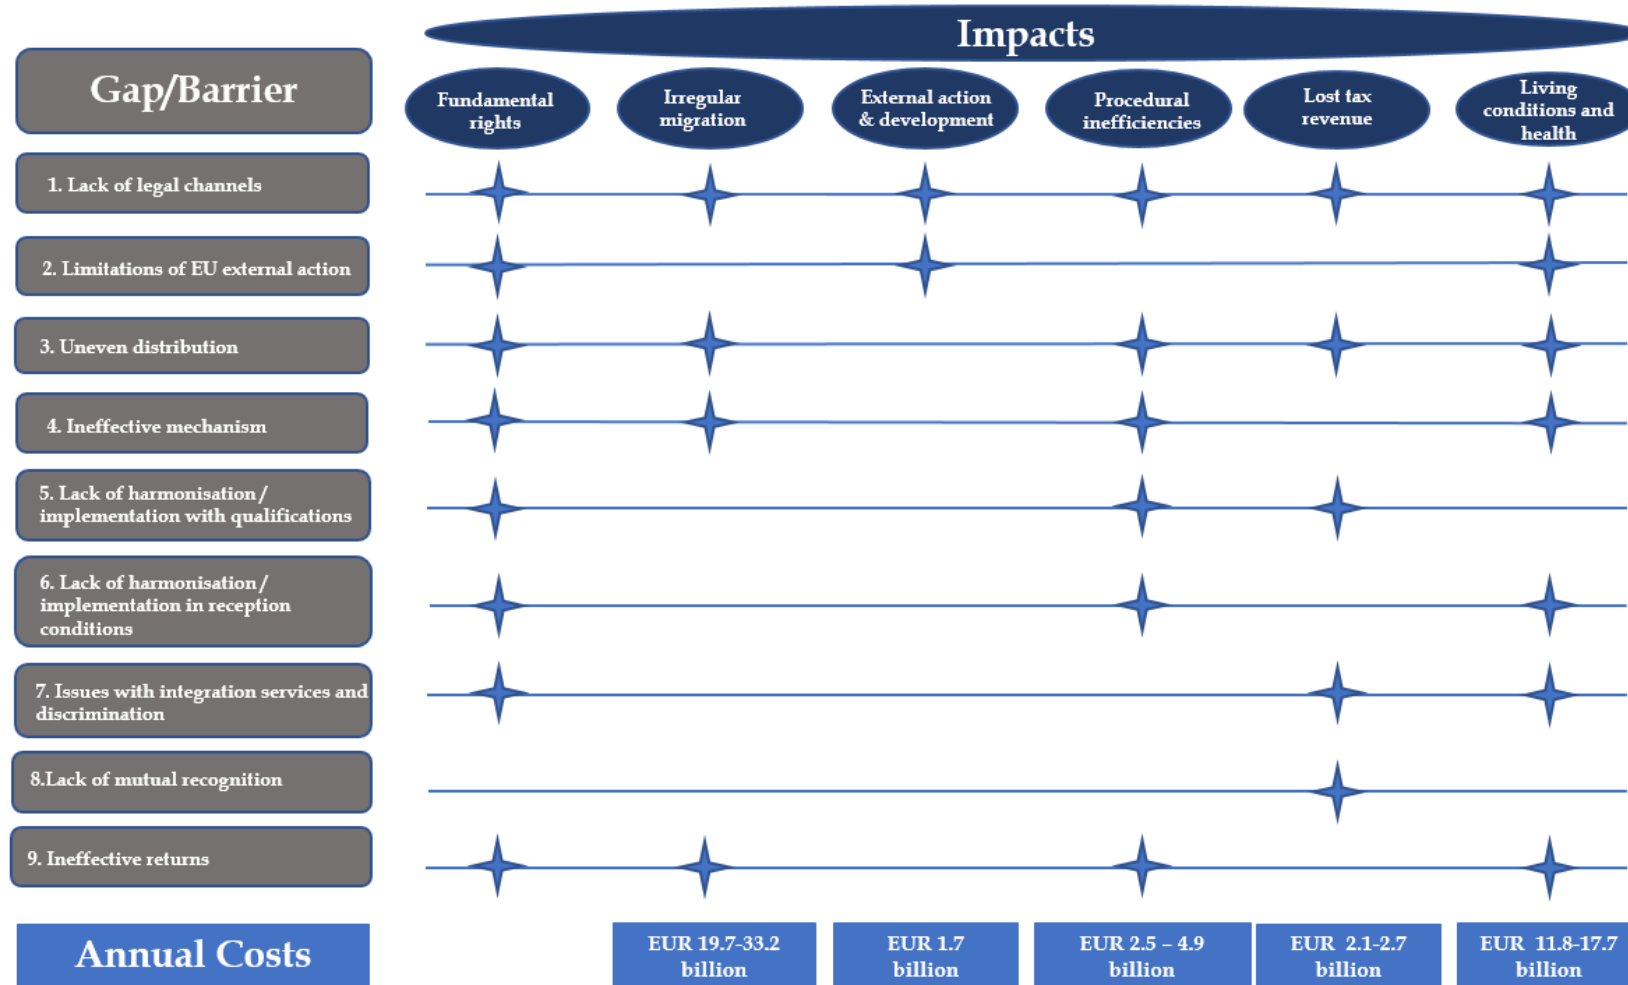 Impacts
Gap/Barrier
Fundamental
rights
Irregular
migration
External action
& development
Procedural
inefficiencies
Lost tax
revenue
Living
conditions and
health
1. Lack of legal channels
2. Limitations of EU external action
3. Uneven distribution
4. Ineffective mechanism
5. Lack of harmonisation/
implementation with qualifications
6. Lack of harmonisation/
implementation in reception
conditions
7. Issues with integration services and
discrimination
8.Lack of mutual recognition
9. Ineffective returns
Annual Costs
EUR 19.7-33.2
billion
EUR 1.7
billion
EUR 2.5 – 4.9
billion
EUR 2.1-2.7
billion
EUR 11.8-17.7
billion